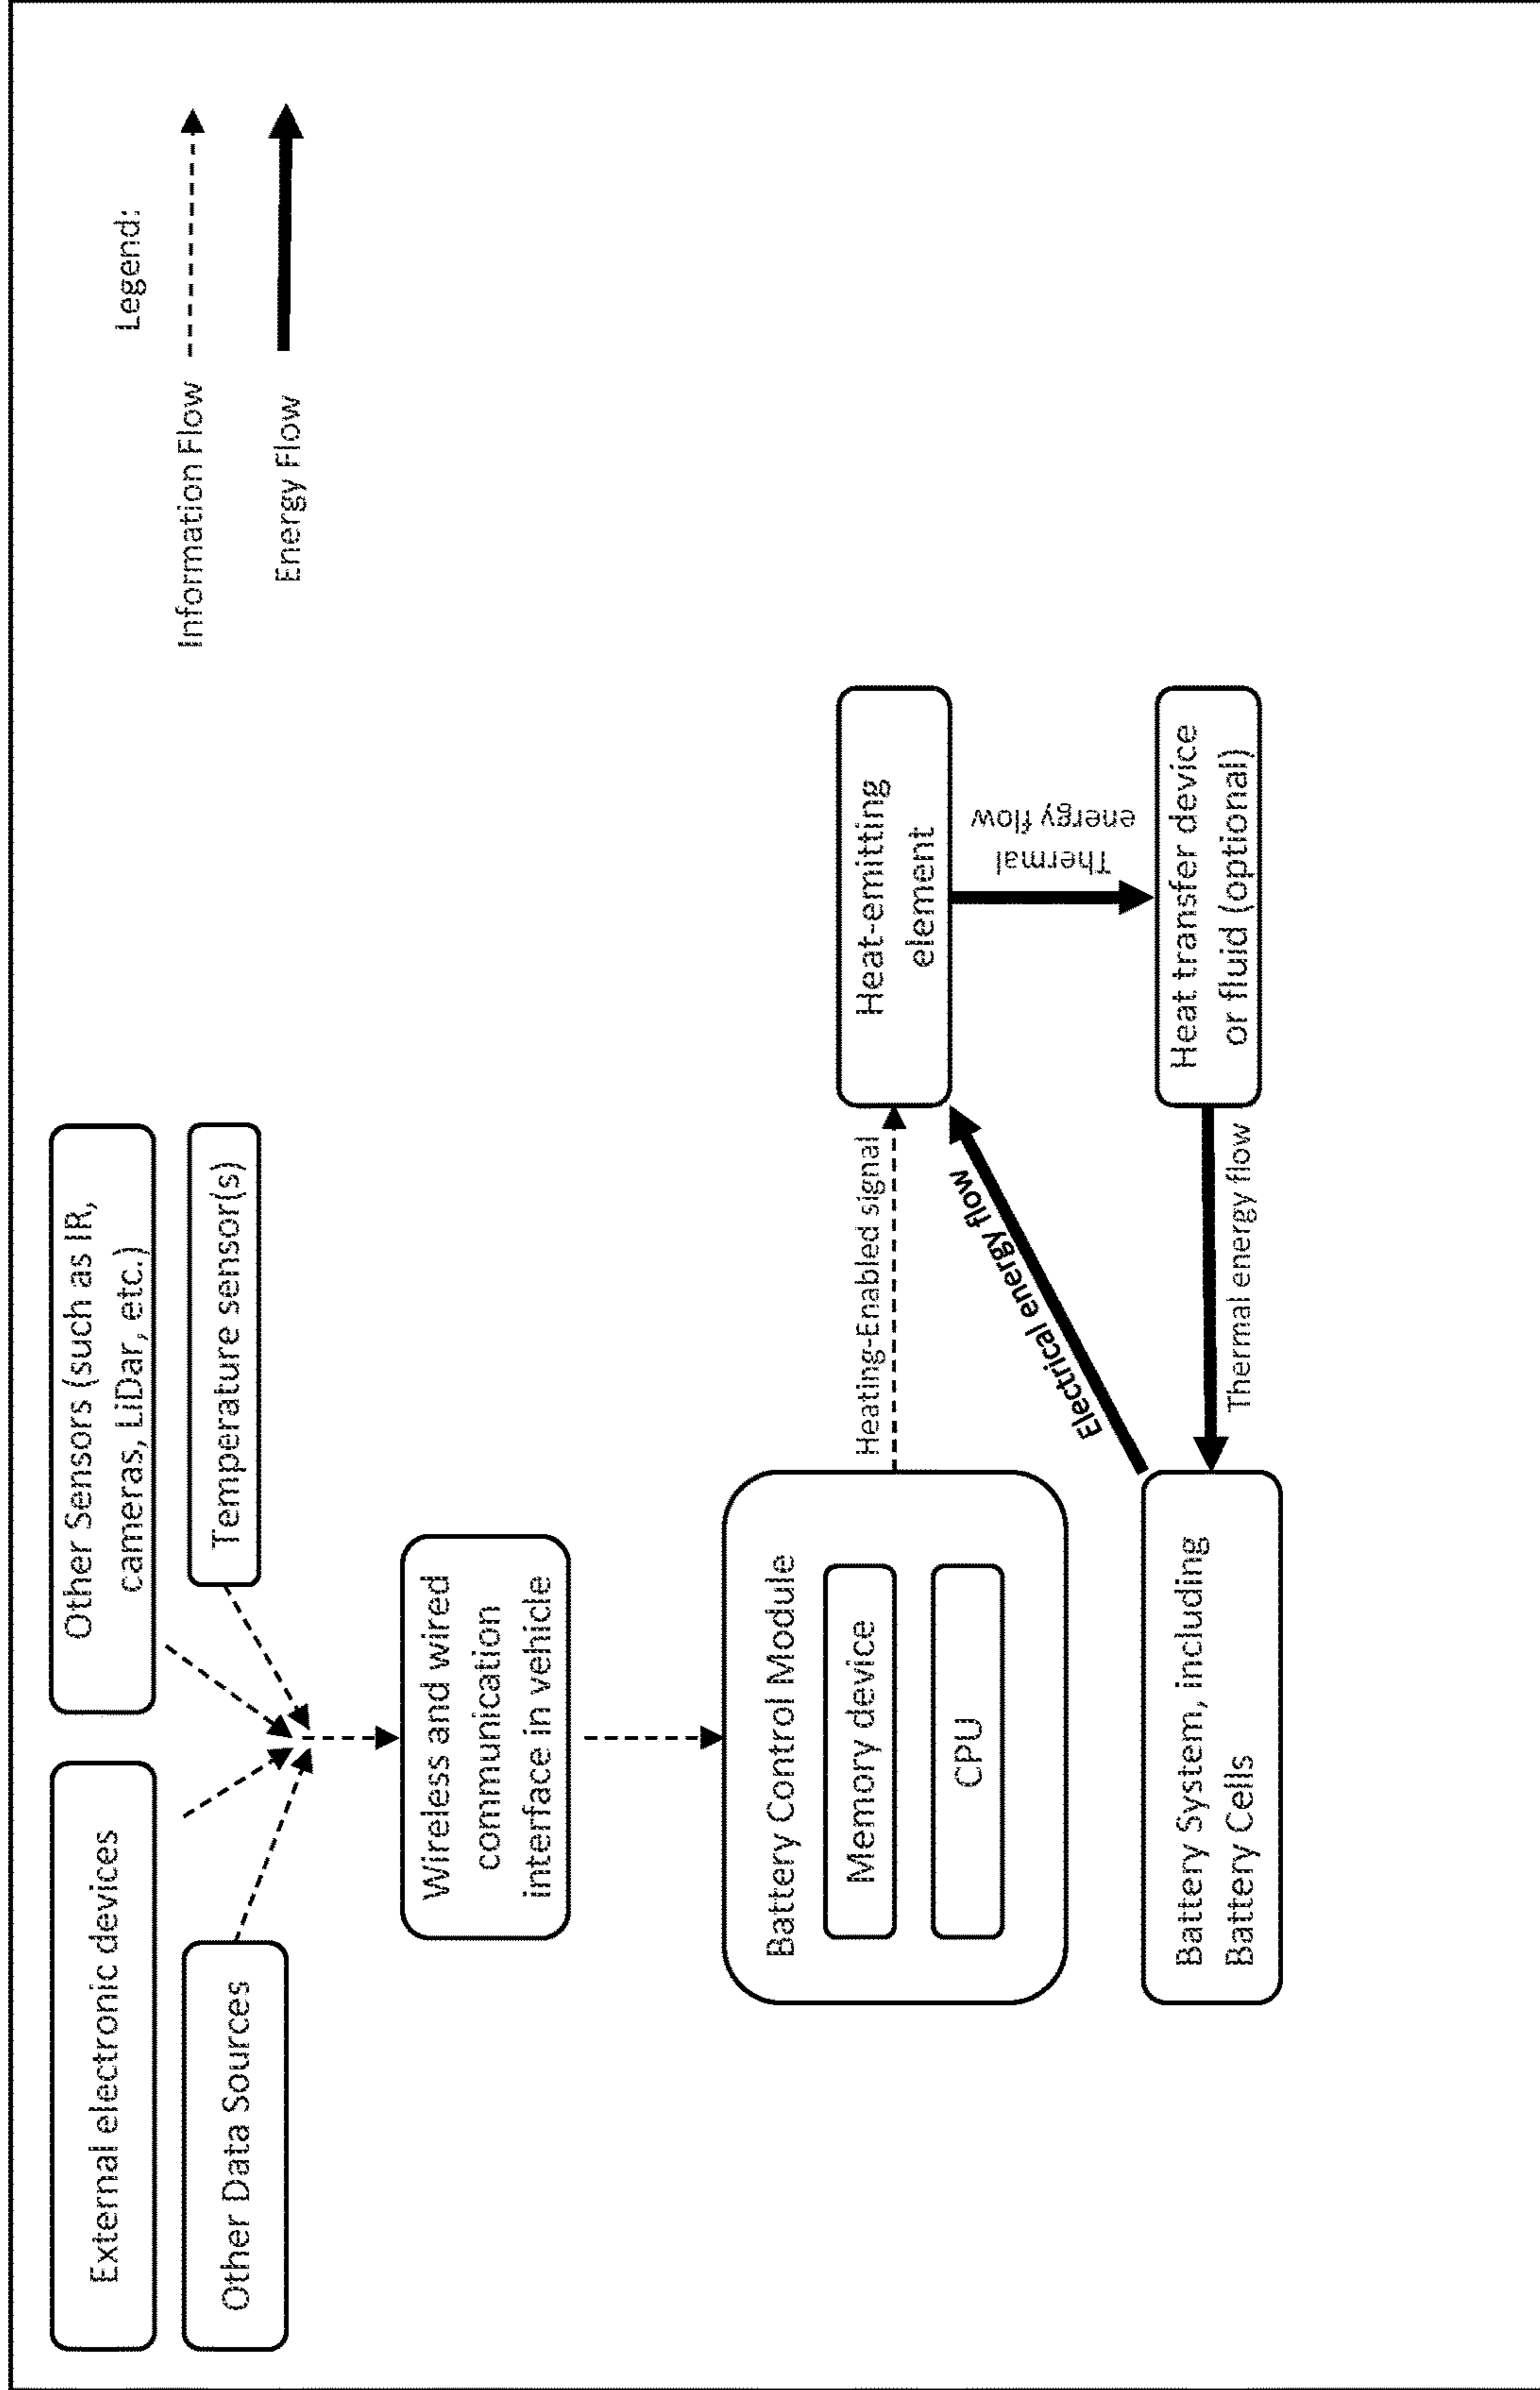 External electronic devices
Other Sensors (such as IR,
cameras, LiDar, etc.)
Legend:
Other Data Sources
Temperature sensor(s)
Information Flow
Energy Flow
Wireless and wired
communication
interface in vehicle
Battery Control Module
Memory device
CPU
Heating-Enabled signal
Heat-emitting
element
Electrical energy flow
Thermal
energy flow
Battery System, including
Battery Cells
Thermal energy flow
Heat transfer device
or fluid (optional)